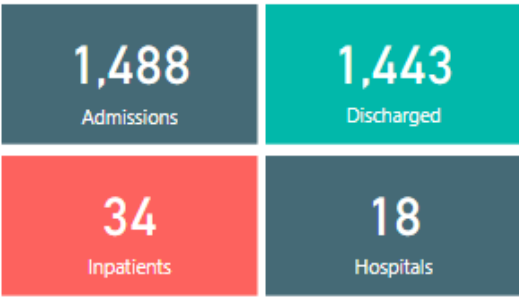 1,488
Admissions
1,443
Discharged
34
Inpatients
18
Hospitals